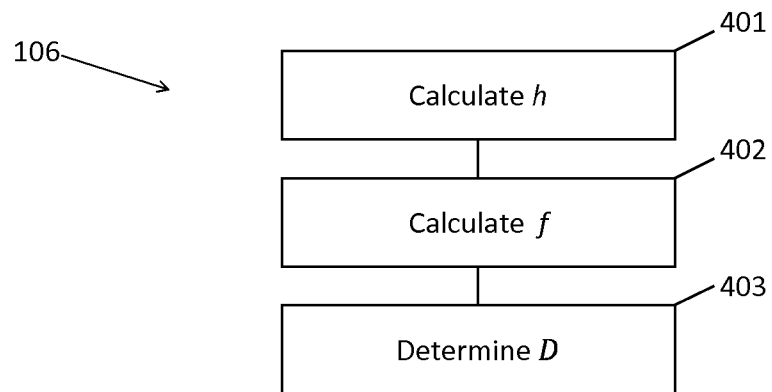 401
106
Calculate h
402
Calculate f
403
Determine D